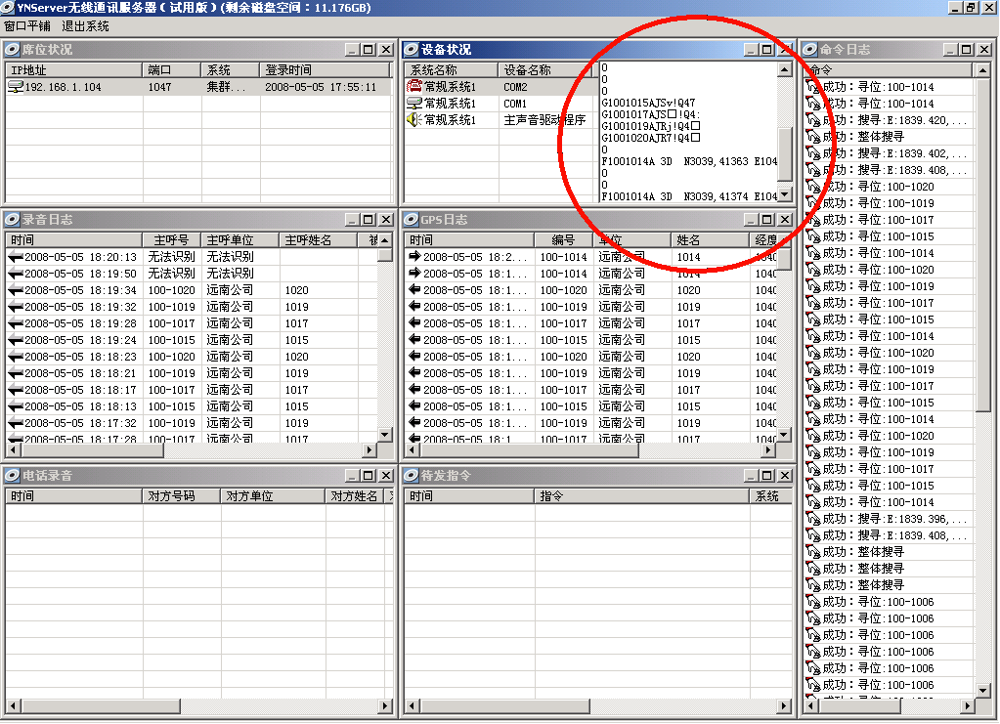 YNServer无线通讯服务器(试用版)(剩余磁盘空间：11.176GB)
窗口平铺 退出系统
席位状况
IP地址 端口 系统 登录时间
192.168.1.104 1047 集群... 2008-05-05 17:55:11
设备状况
系统名称 设备名称
常规系统1 COM2
常规系统1 COM1
常规系统1 主声音驱动程序
0
0
0
G1001015AJSv!Q47
G1001017AJS□!Q4:
G1001019AJRj!Q4□
G1001020AJR7!Q4□
0
F1001014A 3D N3039,41363 E104
0
0
F1001014A 3D N3039,41374 E104
录音日志
时间 主呼号 主呼单位 主呼姓名
2008-05-05 18:20:13 无法识别 无法识别
2008-05-05 18:19:50 无法识别 无法识别
2008-05-05 18:19:34 100-1020 远南公司 1020
2008-05-05 18:19:32 100-1019 远南公司 1019
2008-05-05 18:19:28 100-1017 远南公司 1017
2008-05-05 18:19:24 100-1015 远南公司 1015
2008-05-05 18:18:23 100-1020 远南公司 1020
2008-05-05 18:18:21 100-1019 远南公司 1019
2008-05-05 18:18:17 100-1017 远南公司 1017
2008-05-05 18:18:13 100-1015 远南公司 1015
2008-05-05 18:17:32 100-1019 远南公司 1019
2008-05-05 18:17:28 100-1017 远南公司 1017
GPS日志
时间 编号 单位 姓名 经度
2008-05-05 18:2... 100-1014 远南公司 1014 1040
2008-05-05 18:1... 100-1014 远南公司 1014 1040
2008-05-05 18:1... 100-1020 远南公司 1020 1040
2008-05-05 18:1... 100-1019 远南公司 1019 1040
2008-05-05 18:1... 100-1017 远南公司 1017 1040
2008-05-05 18:1... 100-1015 远南公司 1015 1040
2008-05-05 18:1... 100-1020 远南公司 1020 1040
2008-05-05 18:1... 100-1019 远南公司 1019 1040
2008-05-05 18:1... 100-1017 远南公司 1017 1040
2008-05-05 18:1... 100-1015 远南公司 1015 1040
2008-05-05 18:1... 100-1019 远南公司 1019 1040
2008-05-05 18:1 100-1017 远南公司 1017 1040
电话录音
时间 对方号码 对方单位 对方姓名
待发指令
时间 指令 系统
命令日志
命令
成功：寻位:100-1014
成功：寻位:100-1014
成功：搜寻:E:1839.420,...
成功：整体搜寻
成功：搜寻:E:1839.402,...
成功：搜寻:E:1839.408,...
成功：寻位:100-1020
成功：寻位:100-1019
成功：寻位:100-1017
成功：寻位:100-1015
成功：寻位:100-1014
成功：寻位:100-1020
成功：寻位:100-1019
成功：寻位:100-1017
成功：寻位:100-1015
成功：寻位:100-1014
成功：寻位:100-1020
成功：寻位:100-1019
成功：寻位:100-1017
成功：寻位:100-1015
成功：寻位:100-1014
成功：寻位:100-1020
成功：寻位:100-1019
成功：寻位:100-1017
成功：寻位:100-1015
成功：寻位:100-1014
成功：搜寻:E:1839.396,...
成功：搜寻:E:1839.408,...
成功：整体搜寻
成功：整体搜寻
成功：整体搜寻
成功：寻位:100-1006
成功：寻位:100-1006
成功：寻位:100-1006
成功：寻位:100-1006
成功：寻位:100-1006
成功：寻位:100-1006